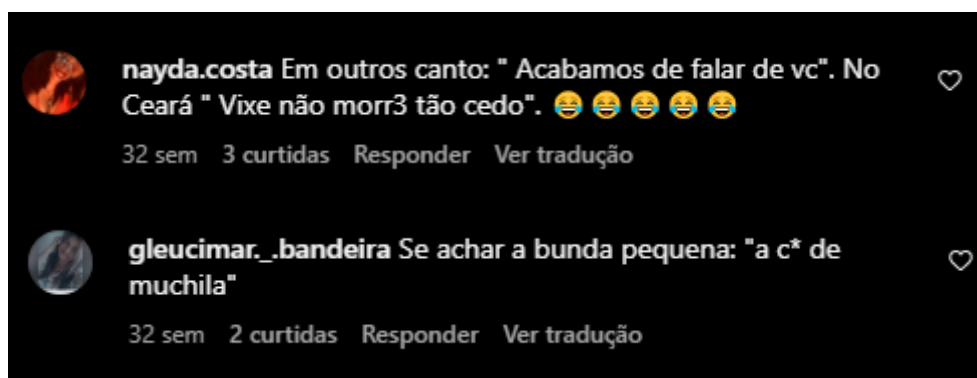 nayda.costa Em outros canto: " Acabamos de falar de vc". No
Ceará " Vixe não morr3 tão cedo". 😂😂😂😂😂
32 sem 3 curtidas Responder Ver tradução
gleucimar._.bandeira Se achar a bunda pequena: "a c* de
muchila"
32 sem 2 curtidas Responder Ver tradução